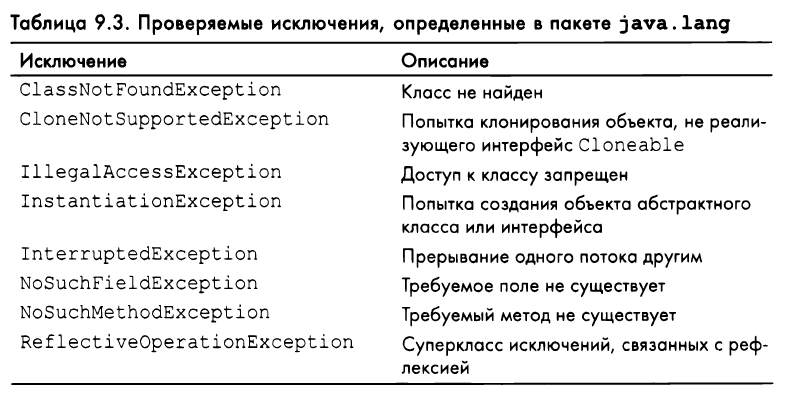 Таблица 9.3. Проверяемые исключения, определенные в пакете java.lang
Исключение Описание
ClassNotFoundException Класс не найден
CloneNotSupportedException Попытка клонирования объекта, не реали-
зующего интерфейс Cloneable
IllegalAccessException Доступ к классу запрещен
InstantiationException Попытка создания объекта абстрактного
класса или интерфейса
InterruptedException Прерывание одного потока другим
NoSuchFieldException Требуемое поле не существует
NoSuchMethodException Требуемый метод не существует
ReflectiveOperationException Суперкласс исключений, связанных с реф-
лексией